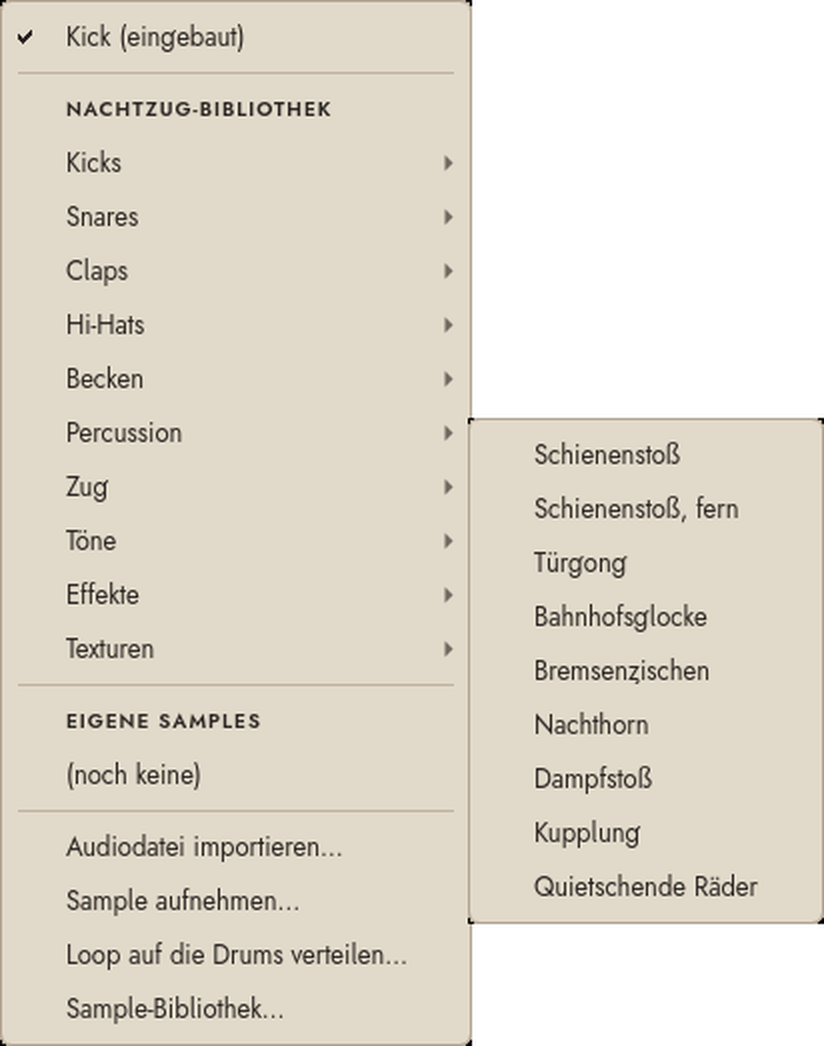 Kick (eingebaut)
NACHTZUG-BIBLIOTHEK
Kicks
Snares
Claps
Hi-Hats
Becken
Percussion
Zug
Töne
Effekte
Texturen
EIGENE SAMPLES
(noch keine)
Audiodatei importieren…
Sample aufnehmen…
Loop auf die Drums verteilen…
Sample-Bibliothek…
Schienenstoß
Schienenstoß, fern
Türgong
Bahnhofsglocke
Bremsenzischen
Nachthorn
Dampfstoß
Kupplung
Quietschende Räder